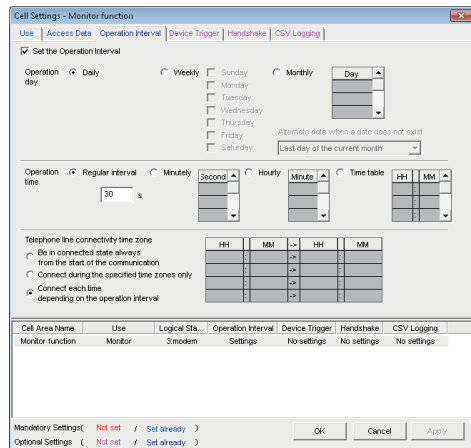 Cell Settings - Monitor function
Use Access Data Operation Interval Device Trigger Handshake CSV Logging
Set the Operation Interval
Operation day Daily Weekly Monthly
Sunday
Monday
Tuesday
Wednesday
Thursday
Friday
Saturday
Day
Alternate date when a date does not exist
Last day of the current month
Operation time Regular interval Minutely Second Hourly Minute Time table HH : MM
30 s
Telephone line connectivity time zone
Be in connected state always
from the start of the communication
Connect during the specified time zones only
Connect each time
depending on the operation interval
HH MM -> HH MM
: -> :
: -> :
: -> :
Cell Area Name Use Logical Sta... Operation Interval Device Trigger Handshake CSV Logging
Monitor function Monitor 3:modem Settings No settings No settings No settings
Mandatory Settings( Not set / Set already )
Optional Settings ( Not set / Set already )
OK Cancel Apply